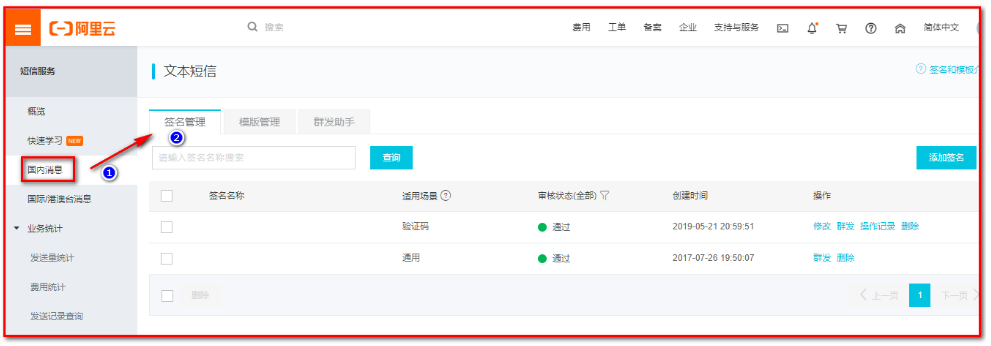 阿里云 搜索 费用 工单 备案 企业 支持与服务 简体中文
短信服务
概览
快速学习 NEW
国内消息
国际/港澳台消息
业务统计
发送量统计
费用统计
发送记录查询
文本短信
签名和模板
签名管理 模版管理 群发助手
1
2
请输入签名名称搜索 查询 添加签名
签名名称 适用场景 审核状态(全部) 创建时间 操作
验证码 通过 2019-05-21 20:59:51 修改 群发 操作记录 删除
通用 通过 2017-07-26 19:50:07 群发 删除
删除 上一页 1 下一页